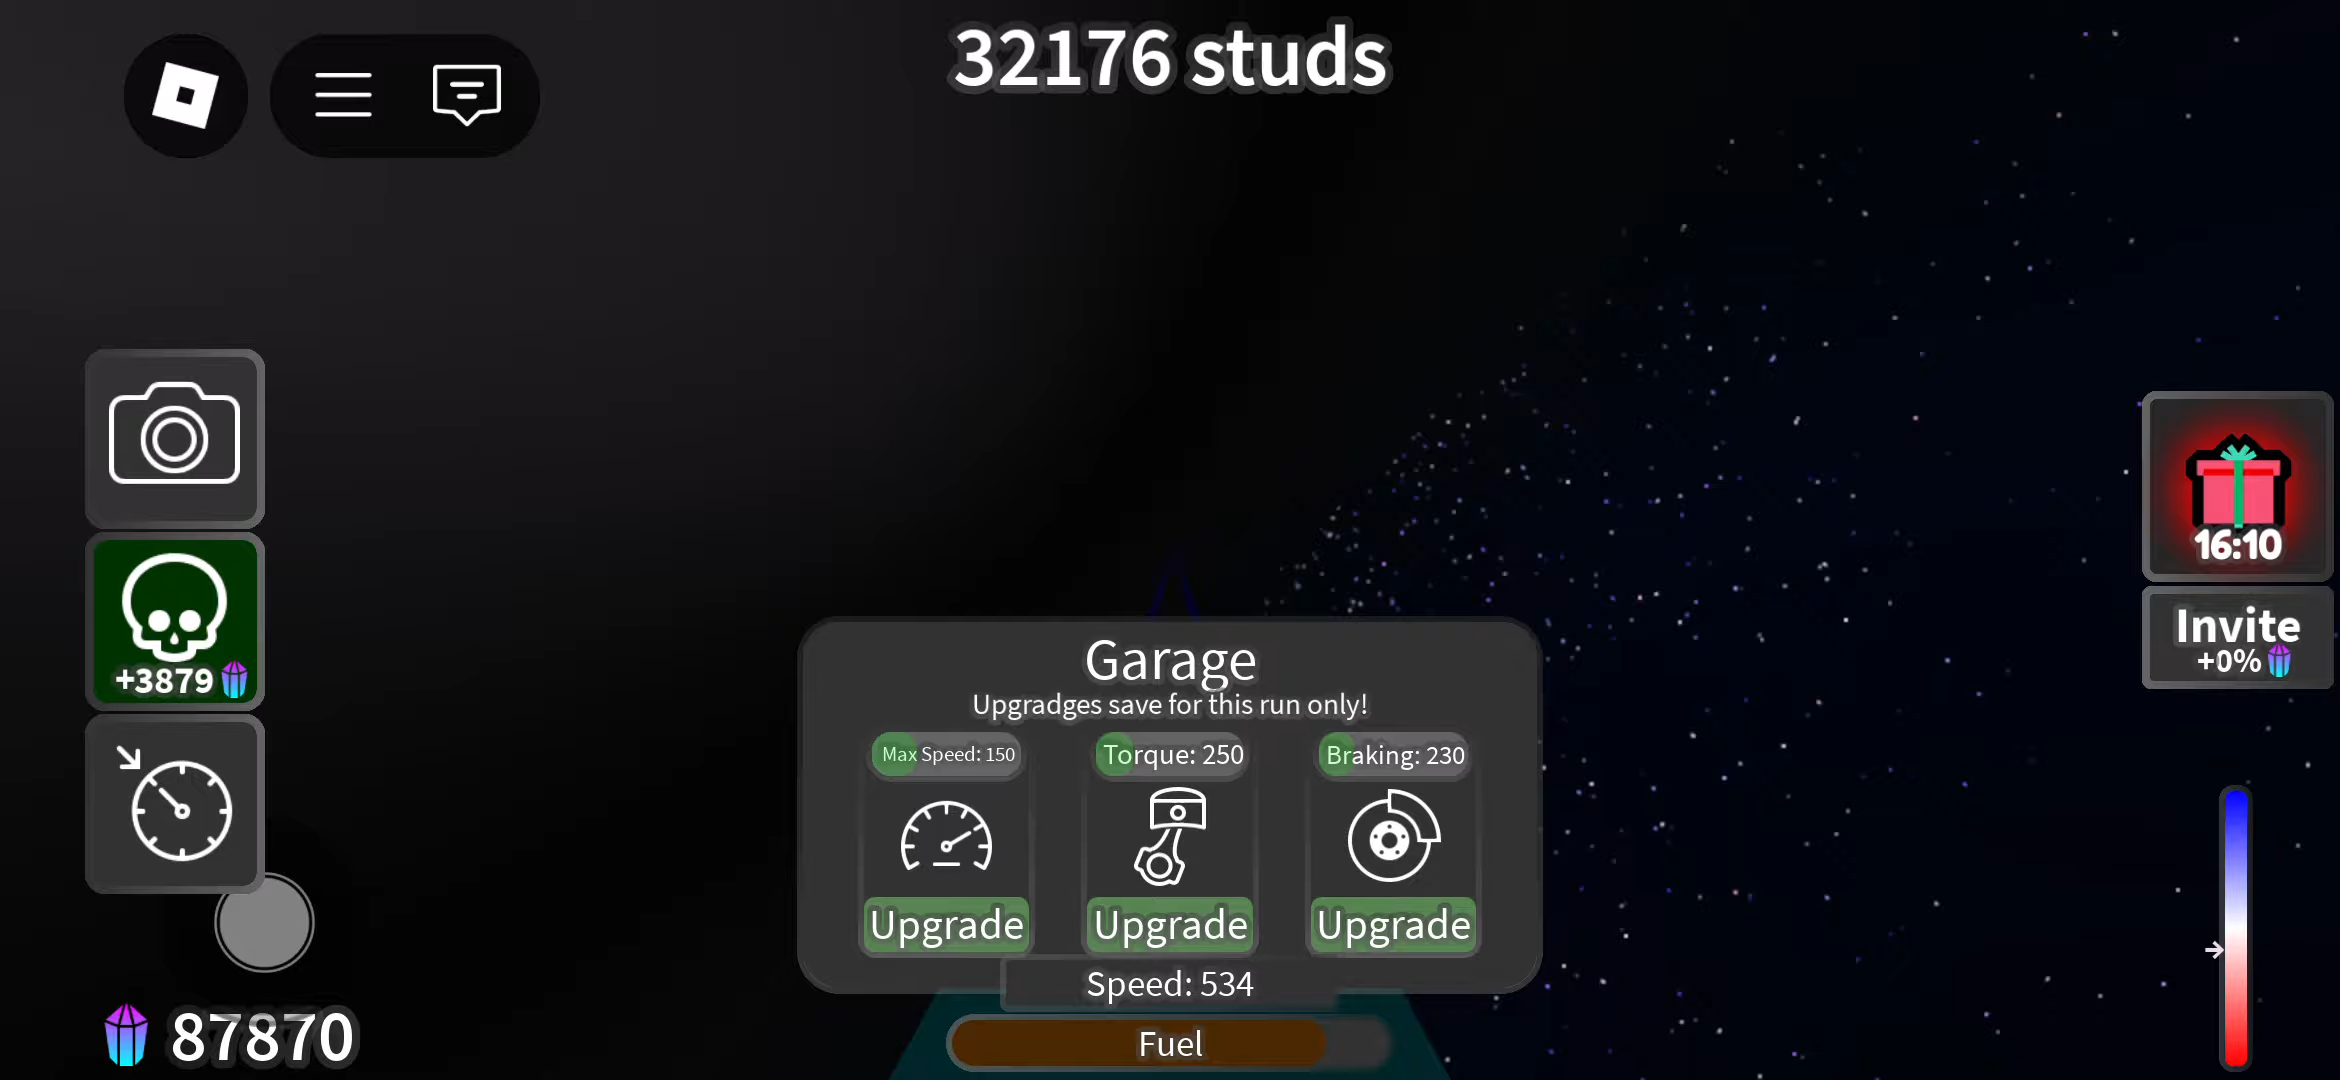 32176 studs
+3879
87870
Garage
Upgradges save for this run only!
Max Speed: 150
Torque: 250
Braking: 230
Upgrade
Upgrade
Upgrade
Speed: 534
Fuel
16:10
Invite
+0%